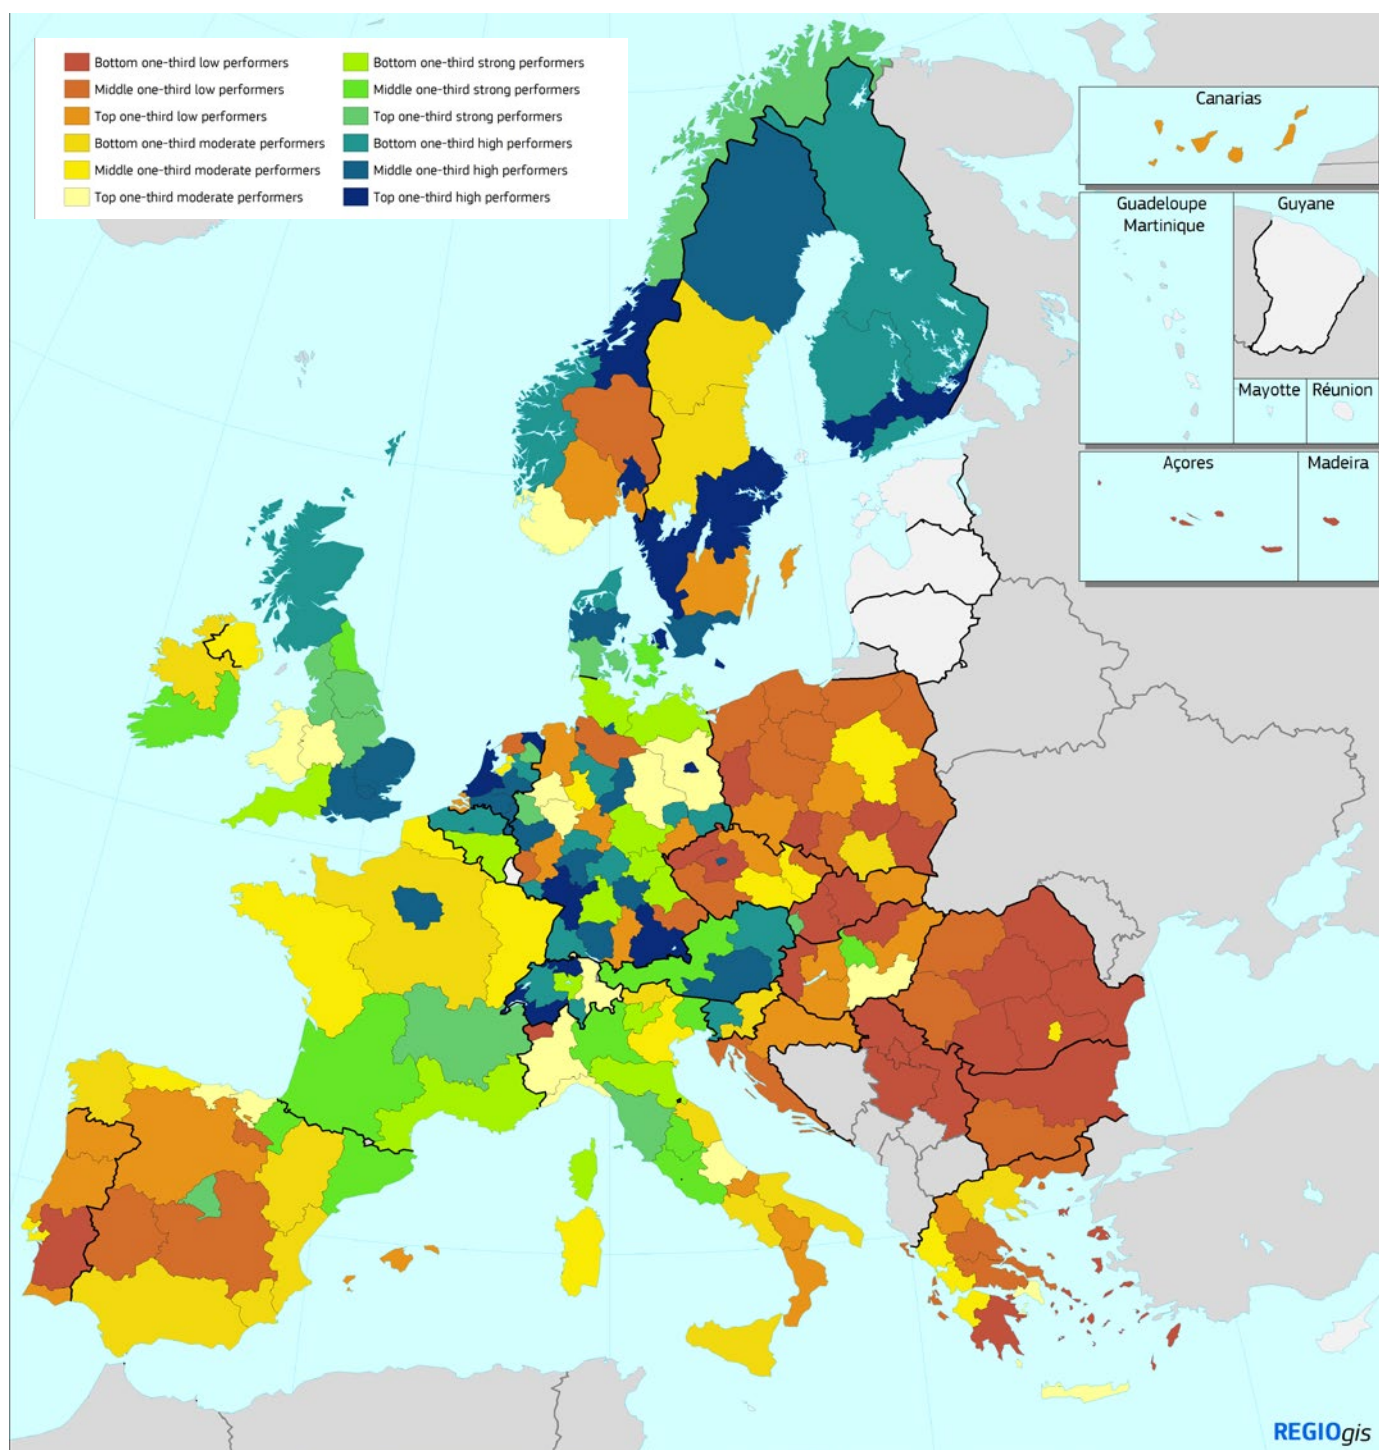 Bottom one-third low performers
Middle one-third low performers
Top one-third low performers
Bottom one-third moderate performers
Middle one-third moderate performers
Top one-third moderate performers
Bottom one-third strong performers
Middle one-third strong performers
Top one-third strong performers
Bottom one-third high performers
Middle one-third high performers
Top one-third high performers
Canarias
Guadeloupe
Martinique
Guyane
Mayotte
Réunion
Açores
Madeira
REGIOgis